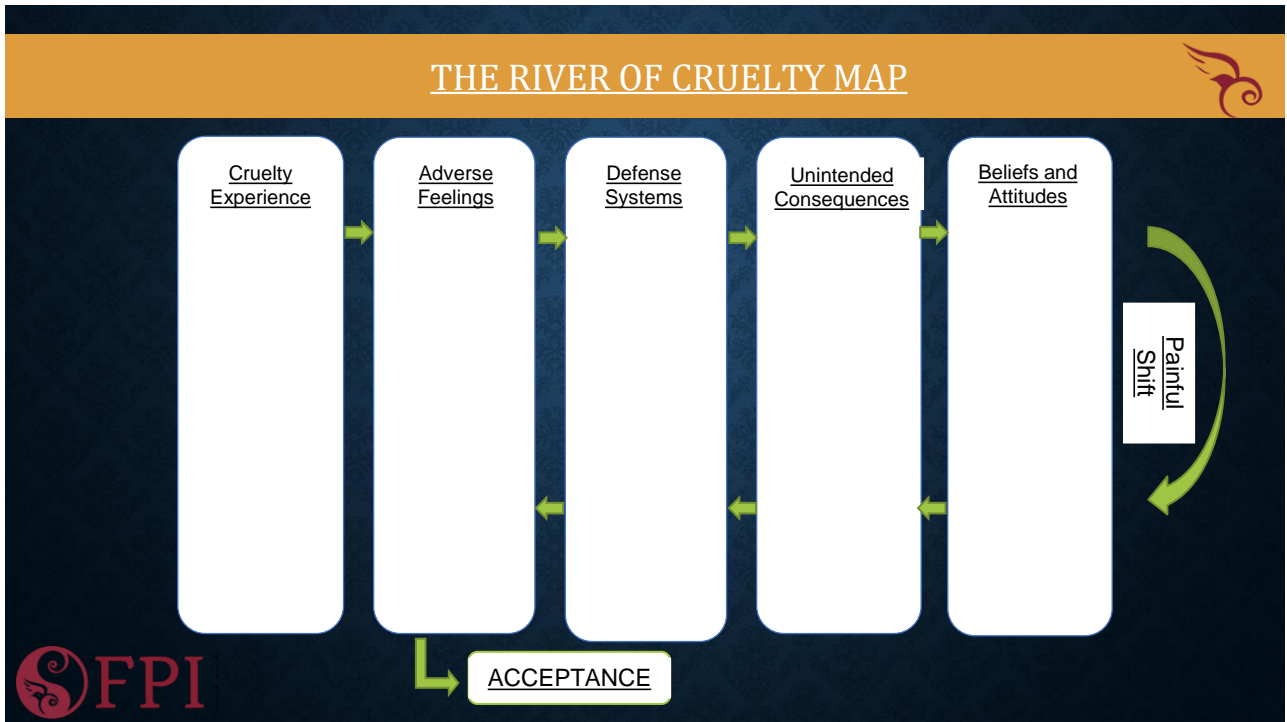 THE RIVER OF CRUELTY MAP
Cruelty
Experience
Adverse
Feelings
Defense
Systems
Unintended
Consequences
Beliefs and
Attitudes
Painful
Shift
ACCEPTANCE
FPI